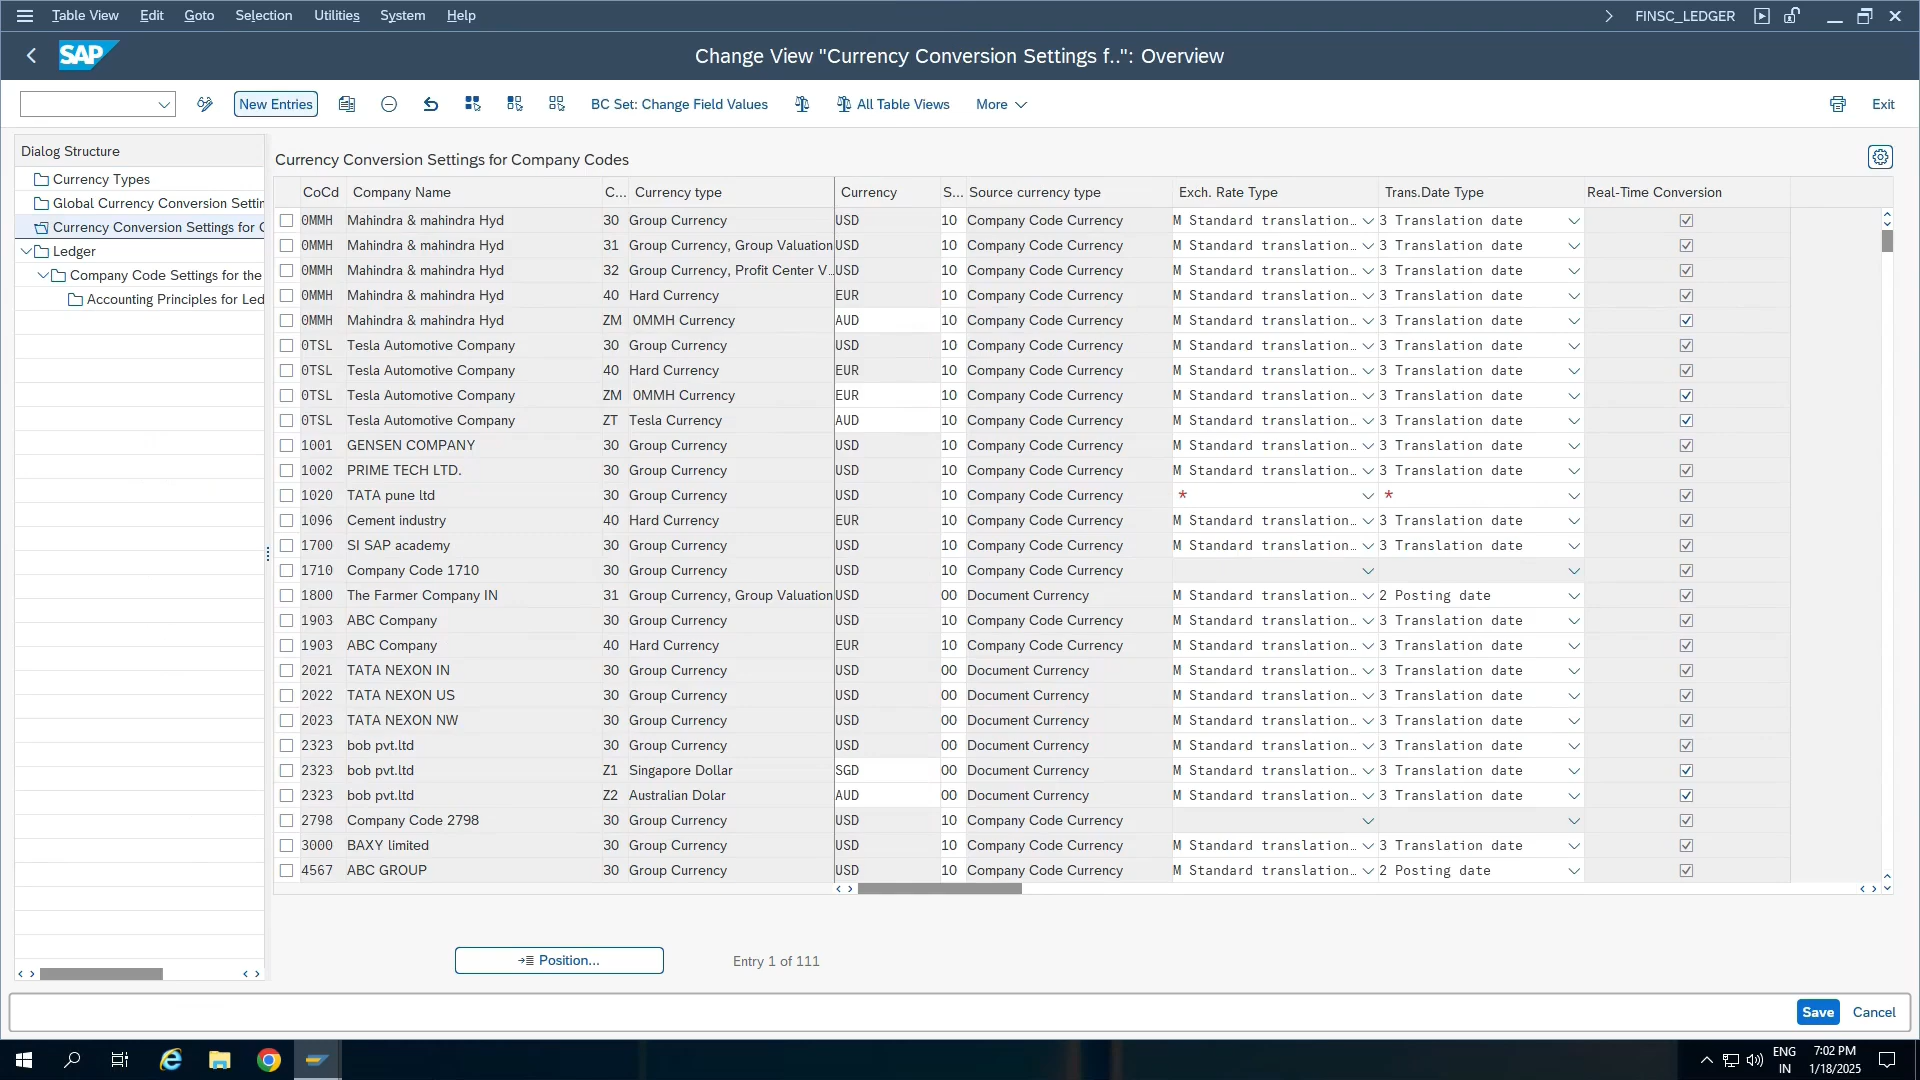 Table View Edit Goto Selection Utilities System Help FINSC_LEDGER
SAP Change View "Currency Conversion Settings f..": Overview
New Entries BC Set: Change Field Values All Table Views More Exit
Dialog Structure
Currency Types
Global Currency Conversion Settin
Currency Conversion Settings for C
Ledger
Company Code Settings for the
Accounting Principles for Led
Currency Conversion Settings for Company Codes
CoCd Company Name C... Currency type Currency S... Source currency type Exch. Rate Type Trans.Date Type Real-Time Conversion
0MMH Mahindra & mahindra Hyd 30 Group Currency USD 10 Company Code Currency M Standard translation... 3 Translation date
0MMH Mahindra & mahindra Hyd 31 Group Currency, Group Valuation USD 10 Company Code Currency M Standard translation... 3 Translation date
0MMH Mahindra & mahindra Hyd 32 Group Currency, Profit Center V... USD 10 Company Code Currency M Standard translation... 3 Translation date
0MMH Mahindra & mahindra Hyd 40 Hard Currency EUR 10 Company Code Currency M Standard translation... 3 Translation date
0MMH Mahindra & mahindra Hyd ZM 0MMH Currency AUD 10 Company Code Currency M Standard translation... 3 Translation date
0TSL Tesla Automotive Company 30 Group Currency USD 10 Company Code Currency M Standard translation... 3 Translation date
0TSL Tesla Automotive Company 40 Hard Currency EUR 10 Company Code Currency M Standard translation... 3 Translation date
0TSL Tesla Automotive Company ZM 0MMH Currency EUR 10 Company Code Currency M Standard translation... 3 Translation date
0TSL Tesla Automotive Company ZT Tesla Currency AUD 10 Company Code Currency M Standard translation... 3 Translation date
1001 GENSEN COMPANY 30 Group Currency USD 10 Company Code Currency M Standard translation... 3 Translation date
1002 PRIME TECH LTD. 30 Group Currency USD 10 Company Code Currency M Standard translation... 3 Translation date
1020 TATA pune ltd 30 Group Currency USD 10 Company Code Currency * *
1096 Cement industry 40 Hard Currency EUR 10 Company Code Currency M Standard translation... 3 Translation date
1700 SI SAP academy 30 Group Currency USD 10 Company Code Currency M Standard translation... 3 Translation date
1710 Company Code 1710 30 Group Currency USD 10 Company Code Currency
1800 The Farmer Company IN 31 Group Currency, Group Valuation USD 00 Document Currency M Standard translation... 2 Posting date
1903 ABC Company 30 Group Currency USD 10 Company Code Currency M Standard translation... 3 Translation date
1903 ABC Company 40 Hard Currency EUR 10 Company Code Currency M Standard translation... 3 Translation date
2021 TATA NEXON IN 30 Group Currency USD 00 Document Currency M Standard translation... 3 Translation date
2022 TATA NEXON US 30 Group Currency USD 00 Document Currency M Standard translation... 3 Translation date
2023 TATA NEXON NW 30 Group Currency USD 00 Document Currency M Standard translation... 3 Translation date
2323 bob pvt.ltd 30 Group Currency USD 00 Document Currency M Standard translation... 3 Translation date
2323 bob pvt.ltd Z1 Singapore Dollar SGD 00 Document Currency M Standard translation... 3 Translation date
2323 bob pvt.ltd Z2 Australian Dolar AUD 00 Document Currency M Standard translation... 3 Translation date
2798 Company Code 2798 30 Group Currency USD 10 Company Code Currency
3000 BAXY limited 30 Group Currency USD 10 Company Code Currency M Standard translation... 3 Translation date
4567 ABC GROUP 30 Group Currency USD 10 Company Code Currency M Standard translation... 2 Posting date
Position... Entry 1 of 111
Save Cancel
ENG 7:02 PM
IN 1/18/2025